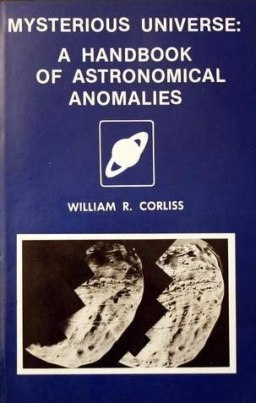 MYSTERIOUS UNIVERSE:
A HANDBOOK
OF ASTRONOMICAL
ANOMALIES
WILLIAM R. CORLISS